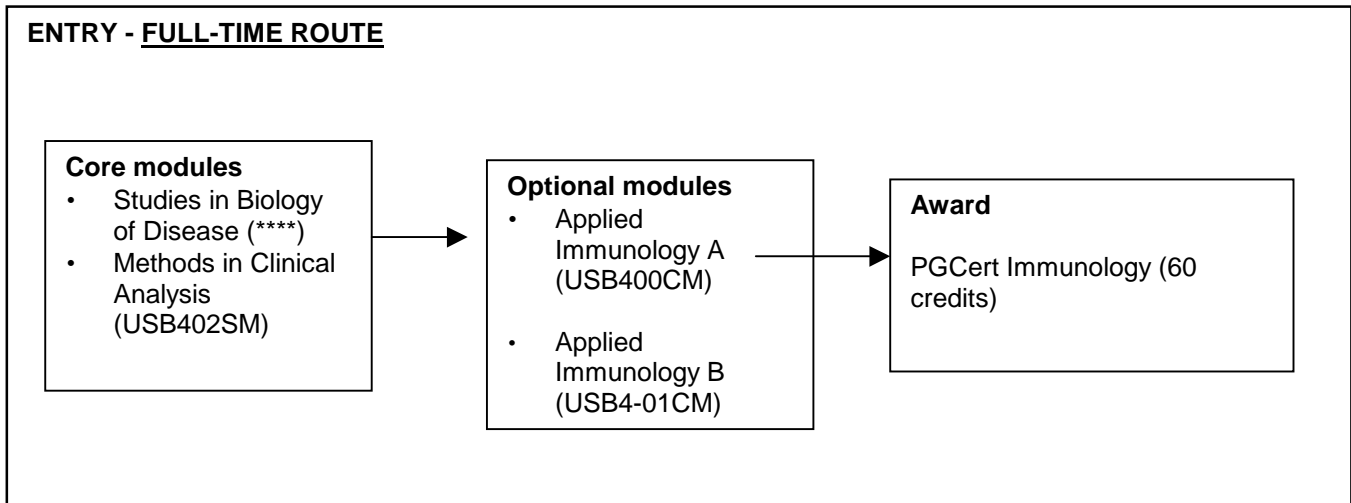 ENTRY - FULL-TIME ROUTE
Core modules
• Studies in Biology
of Disease (****)
• Methods in Clinical
Analysis
(USB402SM)
Optional modules
• Applied
Immunology A
(USB400CM)
• Applied
Immunology B
(USB4-01CM)
Award
PGCert Immunology (60
credits)